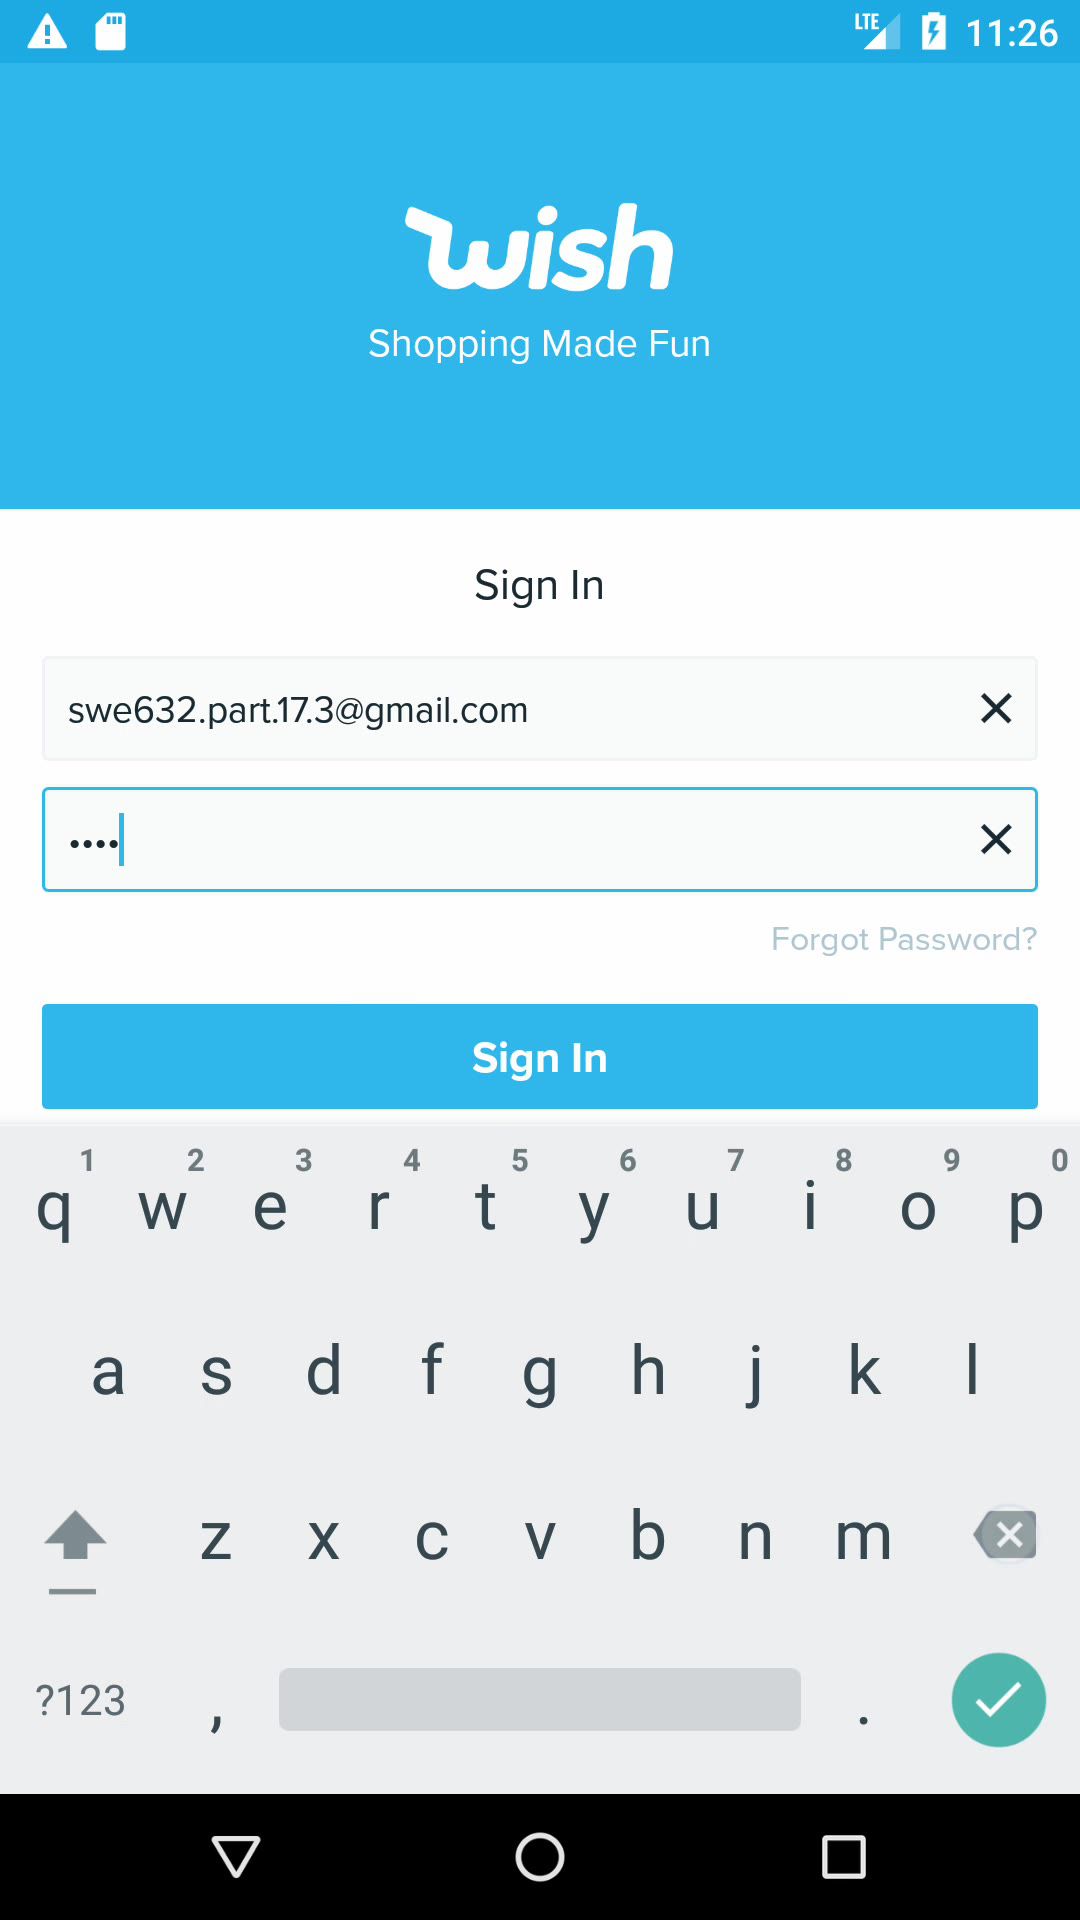 LTE 11:26
wish
Shopping Made Fun
Sign In
swe632.part.17.3@gmail.com
••••
Forgot Password?
Sign In
1 2 3 4 5 6 7 8 9 0
q w e r t y u i o p
a s d f g h j k l
z x c v b n m
?123 , .